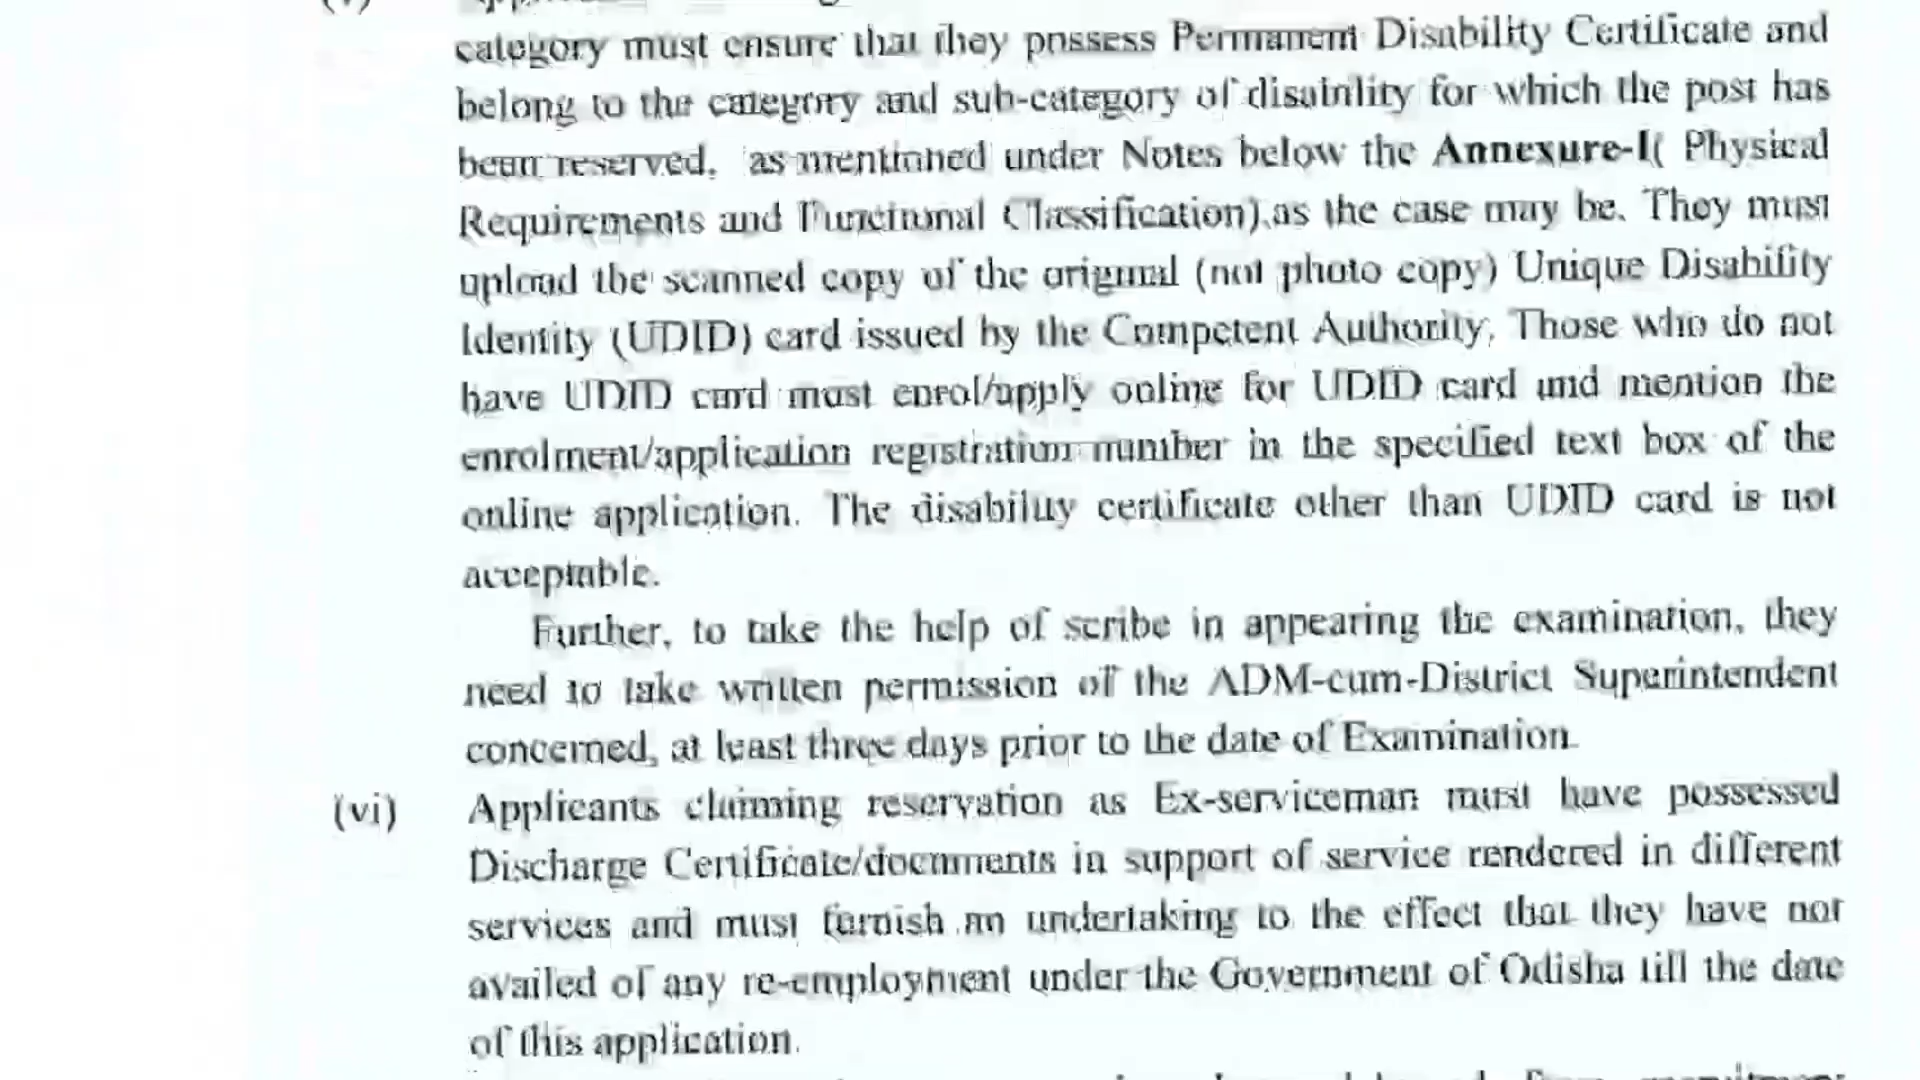 category must ensure that they possess Permanent Disability Certificate and
belong to the category and sub-category of disability for which the post has
been reserved, as mentioned under Notes below the Annexure-I( Physical
Requirements and Functional Classification),as the case may be. They must
upload the scanned copy of the original (not photo copy) Unique Disability
Identity (UDID) card issued by the Competent Authority. Those who do not
have UDID card must enrol/apply online for UDID card and mention the
enrolment/application registration number in the specified text box of the
online application. The disability certificate other than UDID card is not
acceptable.
Further, to take the help of scribe in appearing the examination, they
need to take written permission of the ADM-cum-District Superintendent
concerned, at least three days prior to the date of Examination.
(vi) Applicants claiming reservation as Ex-serviceman must have possessed
Discharge Certificate/documents in support of service rendered in different
services and must furnish an undertaking to the effect that they have not
availed of any re-employment under the Government of Odisha till the date
of this application.